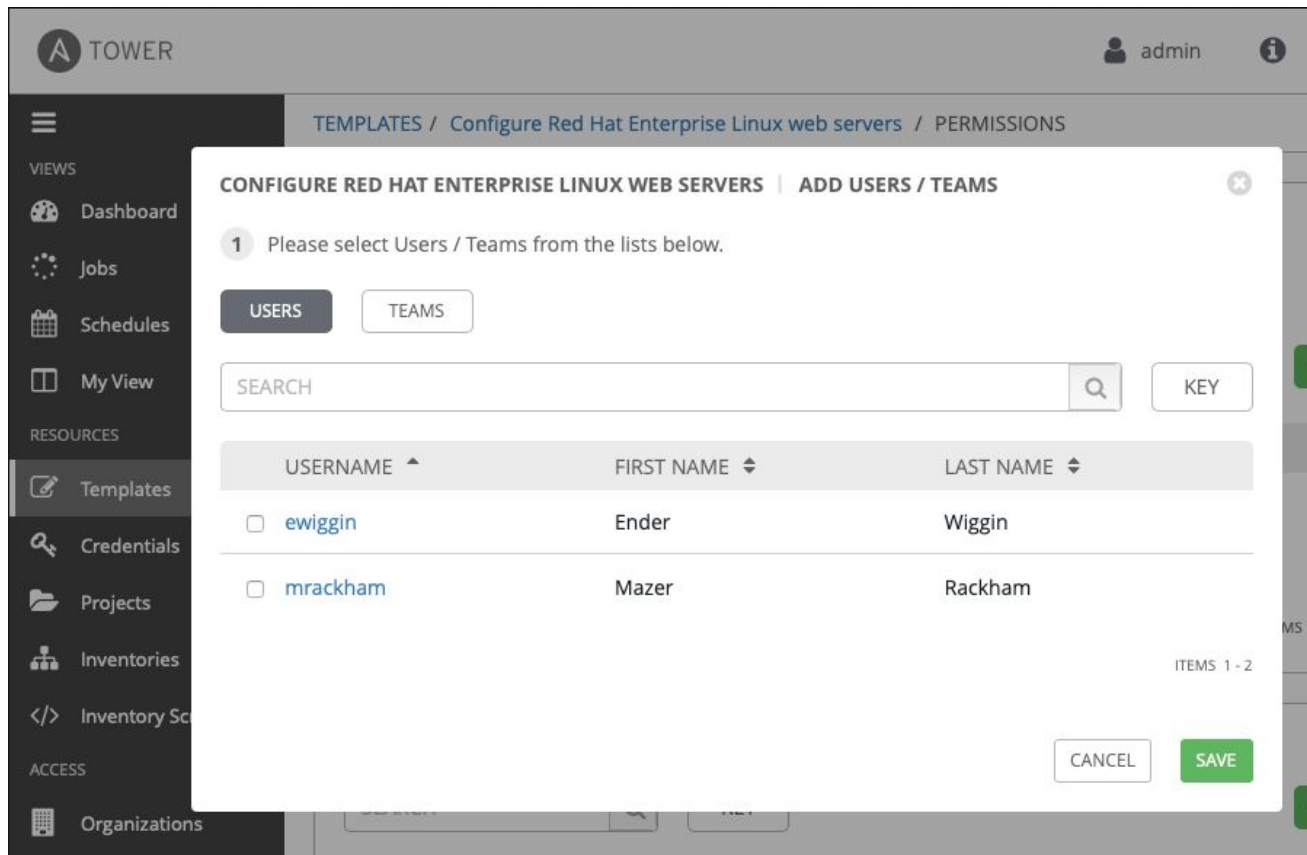 A TOWER
admin
TEMPLATES / Configure Red Hat Enterprise Linux web servers / PERMISSIONS
VIEWS
Dashboard
Jobs
Schedules
My View
RESOURCES
Templates
Credentials
Projects
Inventories
Inventory
ACCESS
Organizations
CONFIGURE RED HAT ENTERPRISE LINUX WEB SERVERS | ADD USERS / TEAMS
1 Please select Users / Teams from the lists below.
USERS TEAMS
SEARCH KEY
USERNAME FIRST NAME LAST NAME
ewiggin Ender Wiggin
mrackham Mazer Rackham
ITEMS 1 - 2
CANCEL SAVE